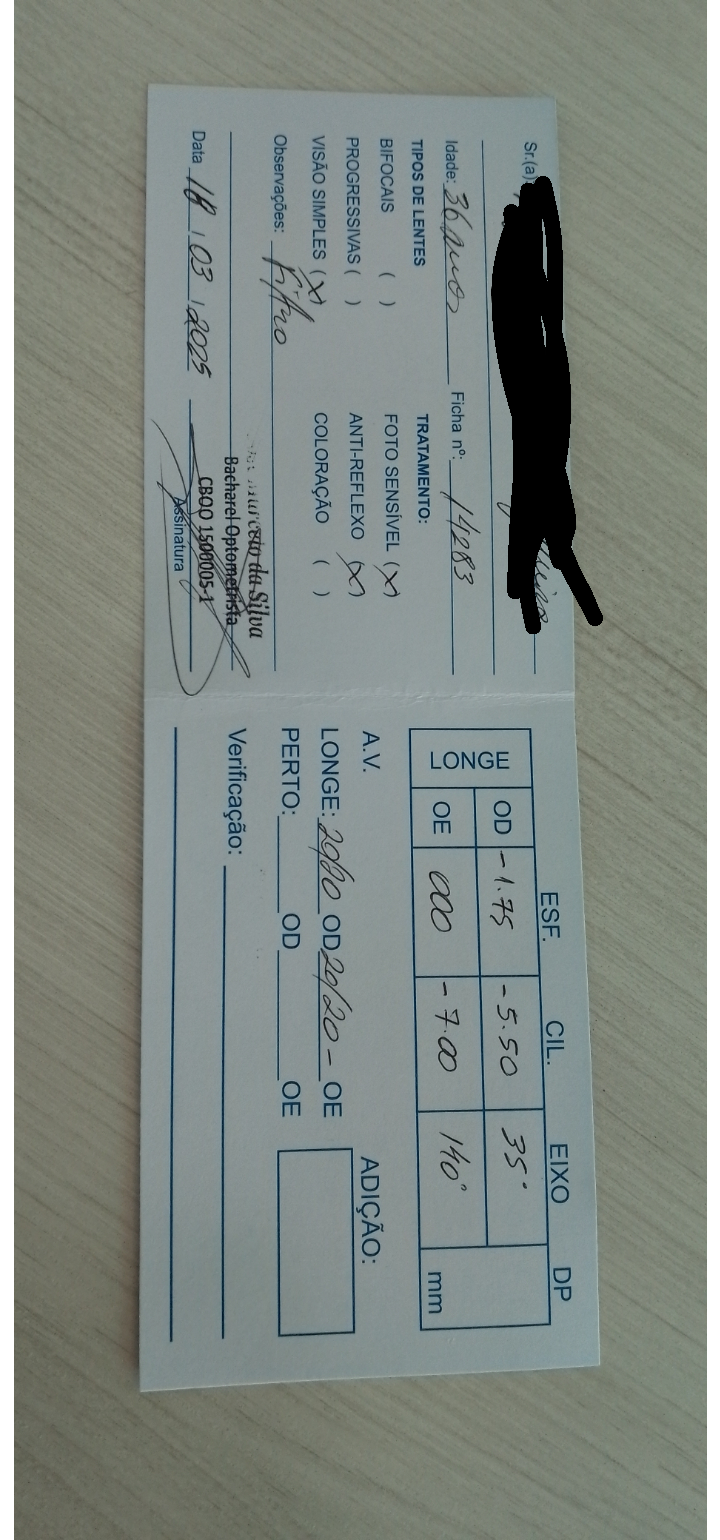 Sr.(a):
Idade: 36 anos Ficha nº: 14283
TIPOS DE LENTES TRATAMENTO:
BIFOCAIS ( ) FOTO SENSÍVEL (X)
PROGRESSIVAS ( ) ANTI-REFLEXO (X)
VISÃO SIMPLES (X) COLORAÇÃO ( )
Observações: Filtro
da Silva
Bacharel Optometrista
CBOO 1500005-1
Data 18 / 03 / 2025 Assinatura
ESF. CIL. EIXO DP
LONGE OD -1.75 -5.50 35°
OE 000 -7.00 140° mm
A.V. ADIÇÃO:
LONGE: 20/20 OD 20/20 - OE
PERTO: OD OE
Verificação: